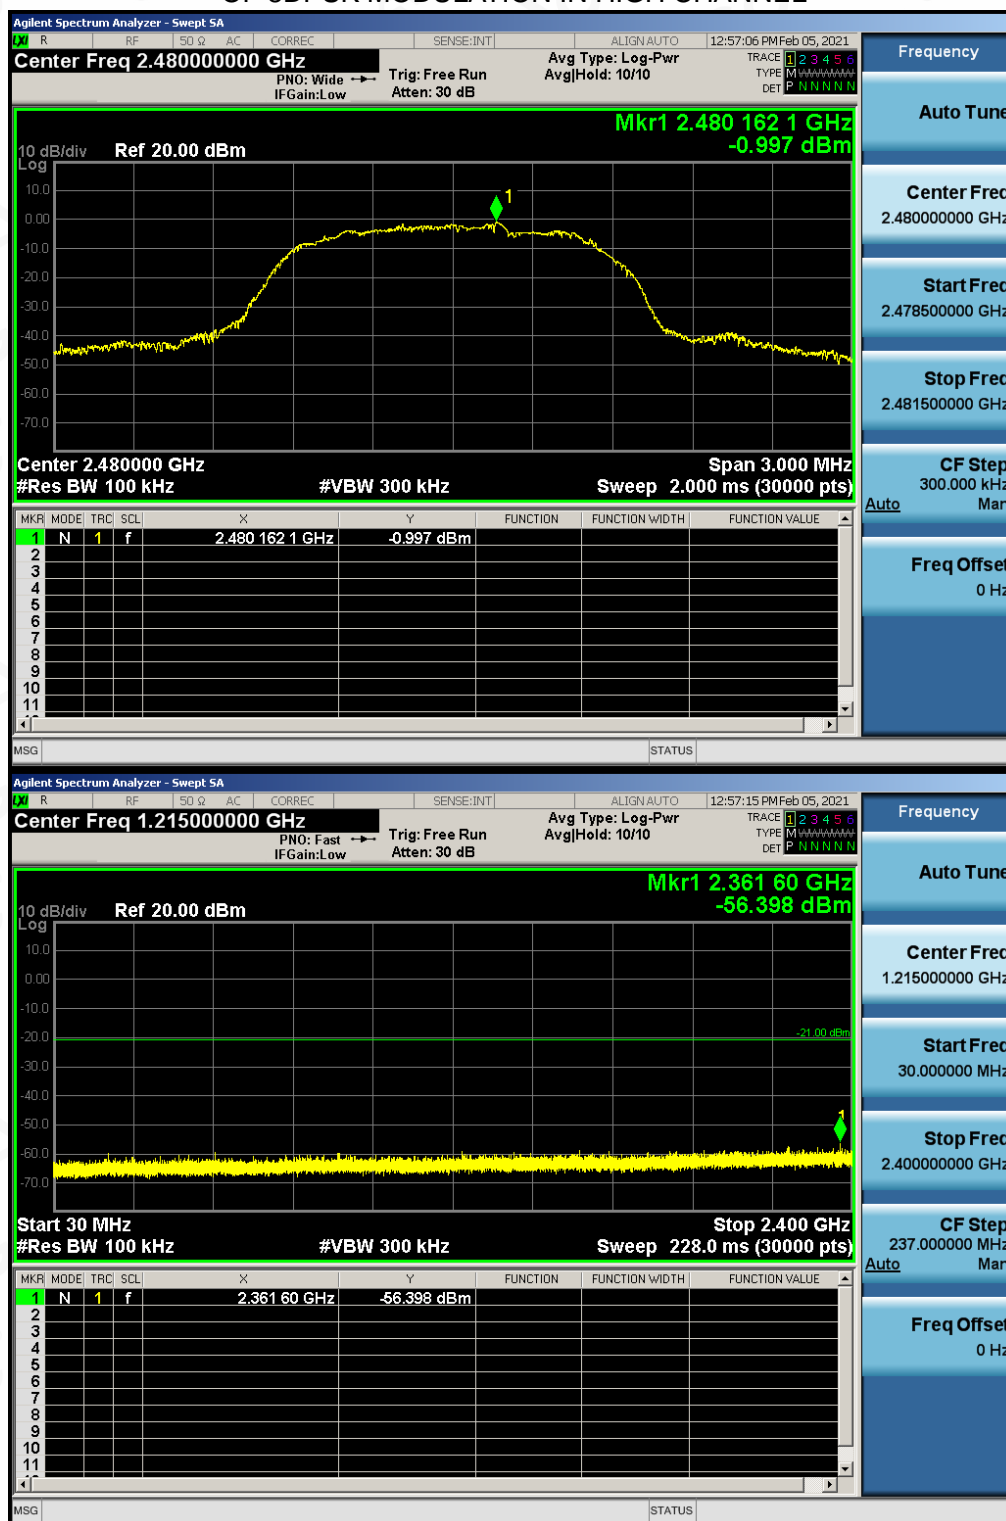 OF 8DPSK MODULATION IN HIGH CHANNEL
Agilent Spectrum Analyzer - Swept SA
LXI R RF 50 Ω AC CORREC SENSE:INT ALIGN AUTO 12:57:06 PM Feb 05, 2021
Center Freq 2.480000000 GHz
PNO: Wide
IFGain:Low
Trig: Free Run
Atten: 30 dB
Avg Type: Log-Pwr
Avg|Hold: 10/10
TRACE 1 2 3 4 5 6
TYPE M
DET P N N N N N
Mkr1 2.480 162 1 GHz
-0.997 dBm
10 dB/div Ref 20.00 dBm
Log
10.0
0.00
-10.0
-20.0
-30.0
-40.0
-50.0
-60.0
-70.0
1
Center 2.480000 GHz Span 3.000 MHz
#Res BW 100 kHz #VBW 300 kHz Sweep 2.000 ms (30000 pts)
MKR MODE TRC SCL X Y FUNCTION FUNCTION WIDTH FUNCTION VALUE
1 N 1 f 2.480 162 1 GHz -0.997 dBm
2
3
4
5
6
7
8
9
10
11
MSG STATUS
Frequency
Auto Tune
Center Freq
2.480000000 GHz
Start Freq
2.478500000 GHz
Stop Freq
2.481500000 GHz
CF Step
300.000 kHz
Auto Man
Freq Offset
0 Hz
Agilent Spectrum Analyzer - Swept SA
LXI R RF 50 Ω AC CORREC SENSE:INT ALIGN AUTO 12:57:15 PM Feb 05, 2021
Center Freq 1.215000000 GHz
PNO: Fast
IFGain:Low
Trig: Free Run
Atten: 30 dB
Avg Type: Log-Pwr
Avg|Hold: 10/10
TRACE 1 2 3 4 5 6
TYPE M
DET P N N N N N
Mkr1 2.361 60 GHz
-56.398 dBm
10 dB/div Ref 20.00 dBm
Log
10.0
0.00
-10.0
-20.0
-30.0
-40.0
-50.0
-60.0
-70.0
-21.00 dBm
1
Start 30 MHz Stop 2.400 GHz
#Res BW 100 kHz #VBW 300 kHz Sweep 228.0 ms (30000 pts)
MKR MODE TRC SCL X Y FUNCTION FUNCTION WIDTH FUNCTION VALUE
1 N 1 f 2.361 60 GHz -56.398 dBm
2
3
4
5
6
7
8
9
10
11
MSG STATUS
Frequency
Auto Tune
Center Freq
1.215000000 GHz
Start Freq
30.000000 MHz
Stop Freq
2.400000000 GHz
CF Step
237.000000 MHz
Auto Man
Freq Offset
0 Hz